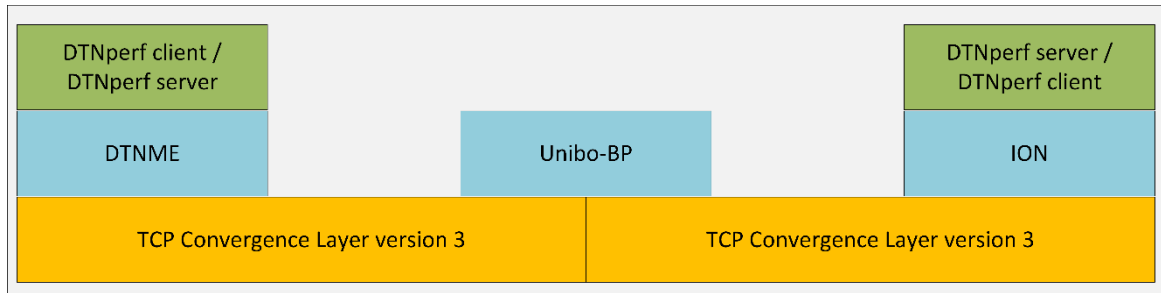 DTNperf client /
DTNperf server
DTNperf server /
DTNperf client
DTNME
Unibo-BP
ION
TCP Convergence Layer version 3
TCP Convergence Layer version 3